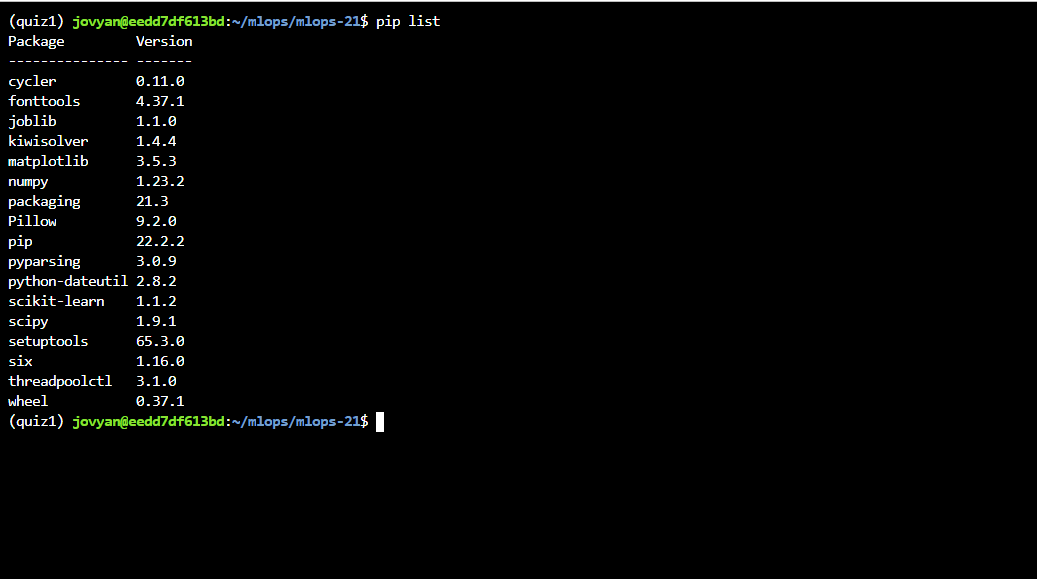 (quiz1) jovyan@eedd7df613bd:~/mlops/mlops-21$ pip list
Package         Version
--------------- -------
cycler          0.11.0
fonttools       4.37.1
joblib          1.1.0
kiwisolver      1.4.4
matplotlib      3.5.3
numpy           1.23.2
packaging       21.3
Pillow          9.2.0
pip             22.2.2
pyparsing       3.0.9
python-dateutil 2.8.2
scikit-learn    1.1.2
scipy           1.9.1
setuptools      65.3.0
six             1.16.0
threadpoolctl   3.1.0
wheel           0.37.1
(quiz1) jovyan@eedd7df613bd:~/mlops/mlops-21$